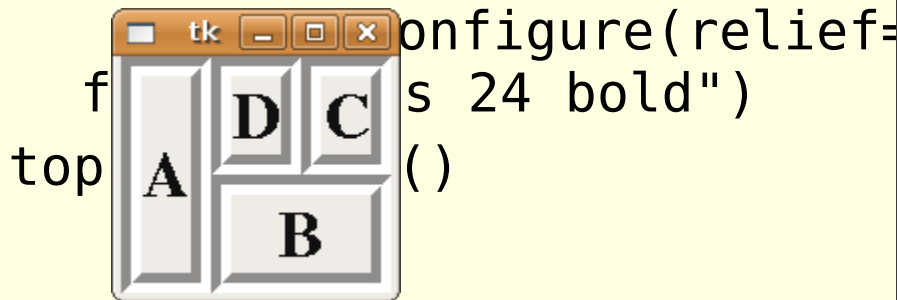 tk
onfigure(relief=
f s 24 bold")
top ()
D C
A
B